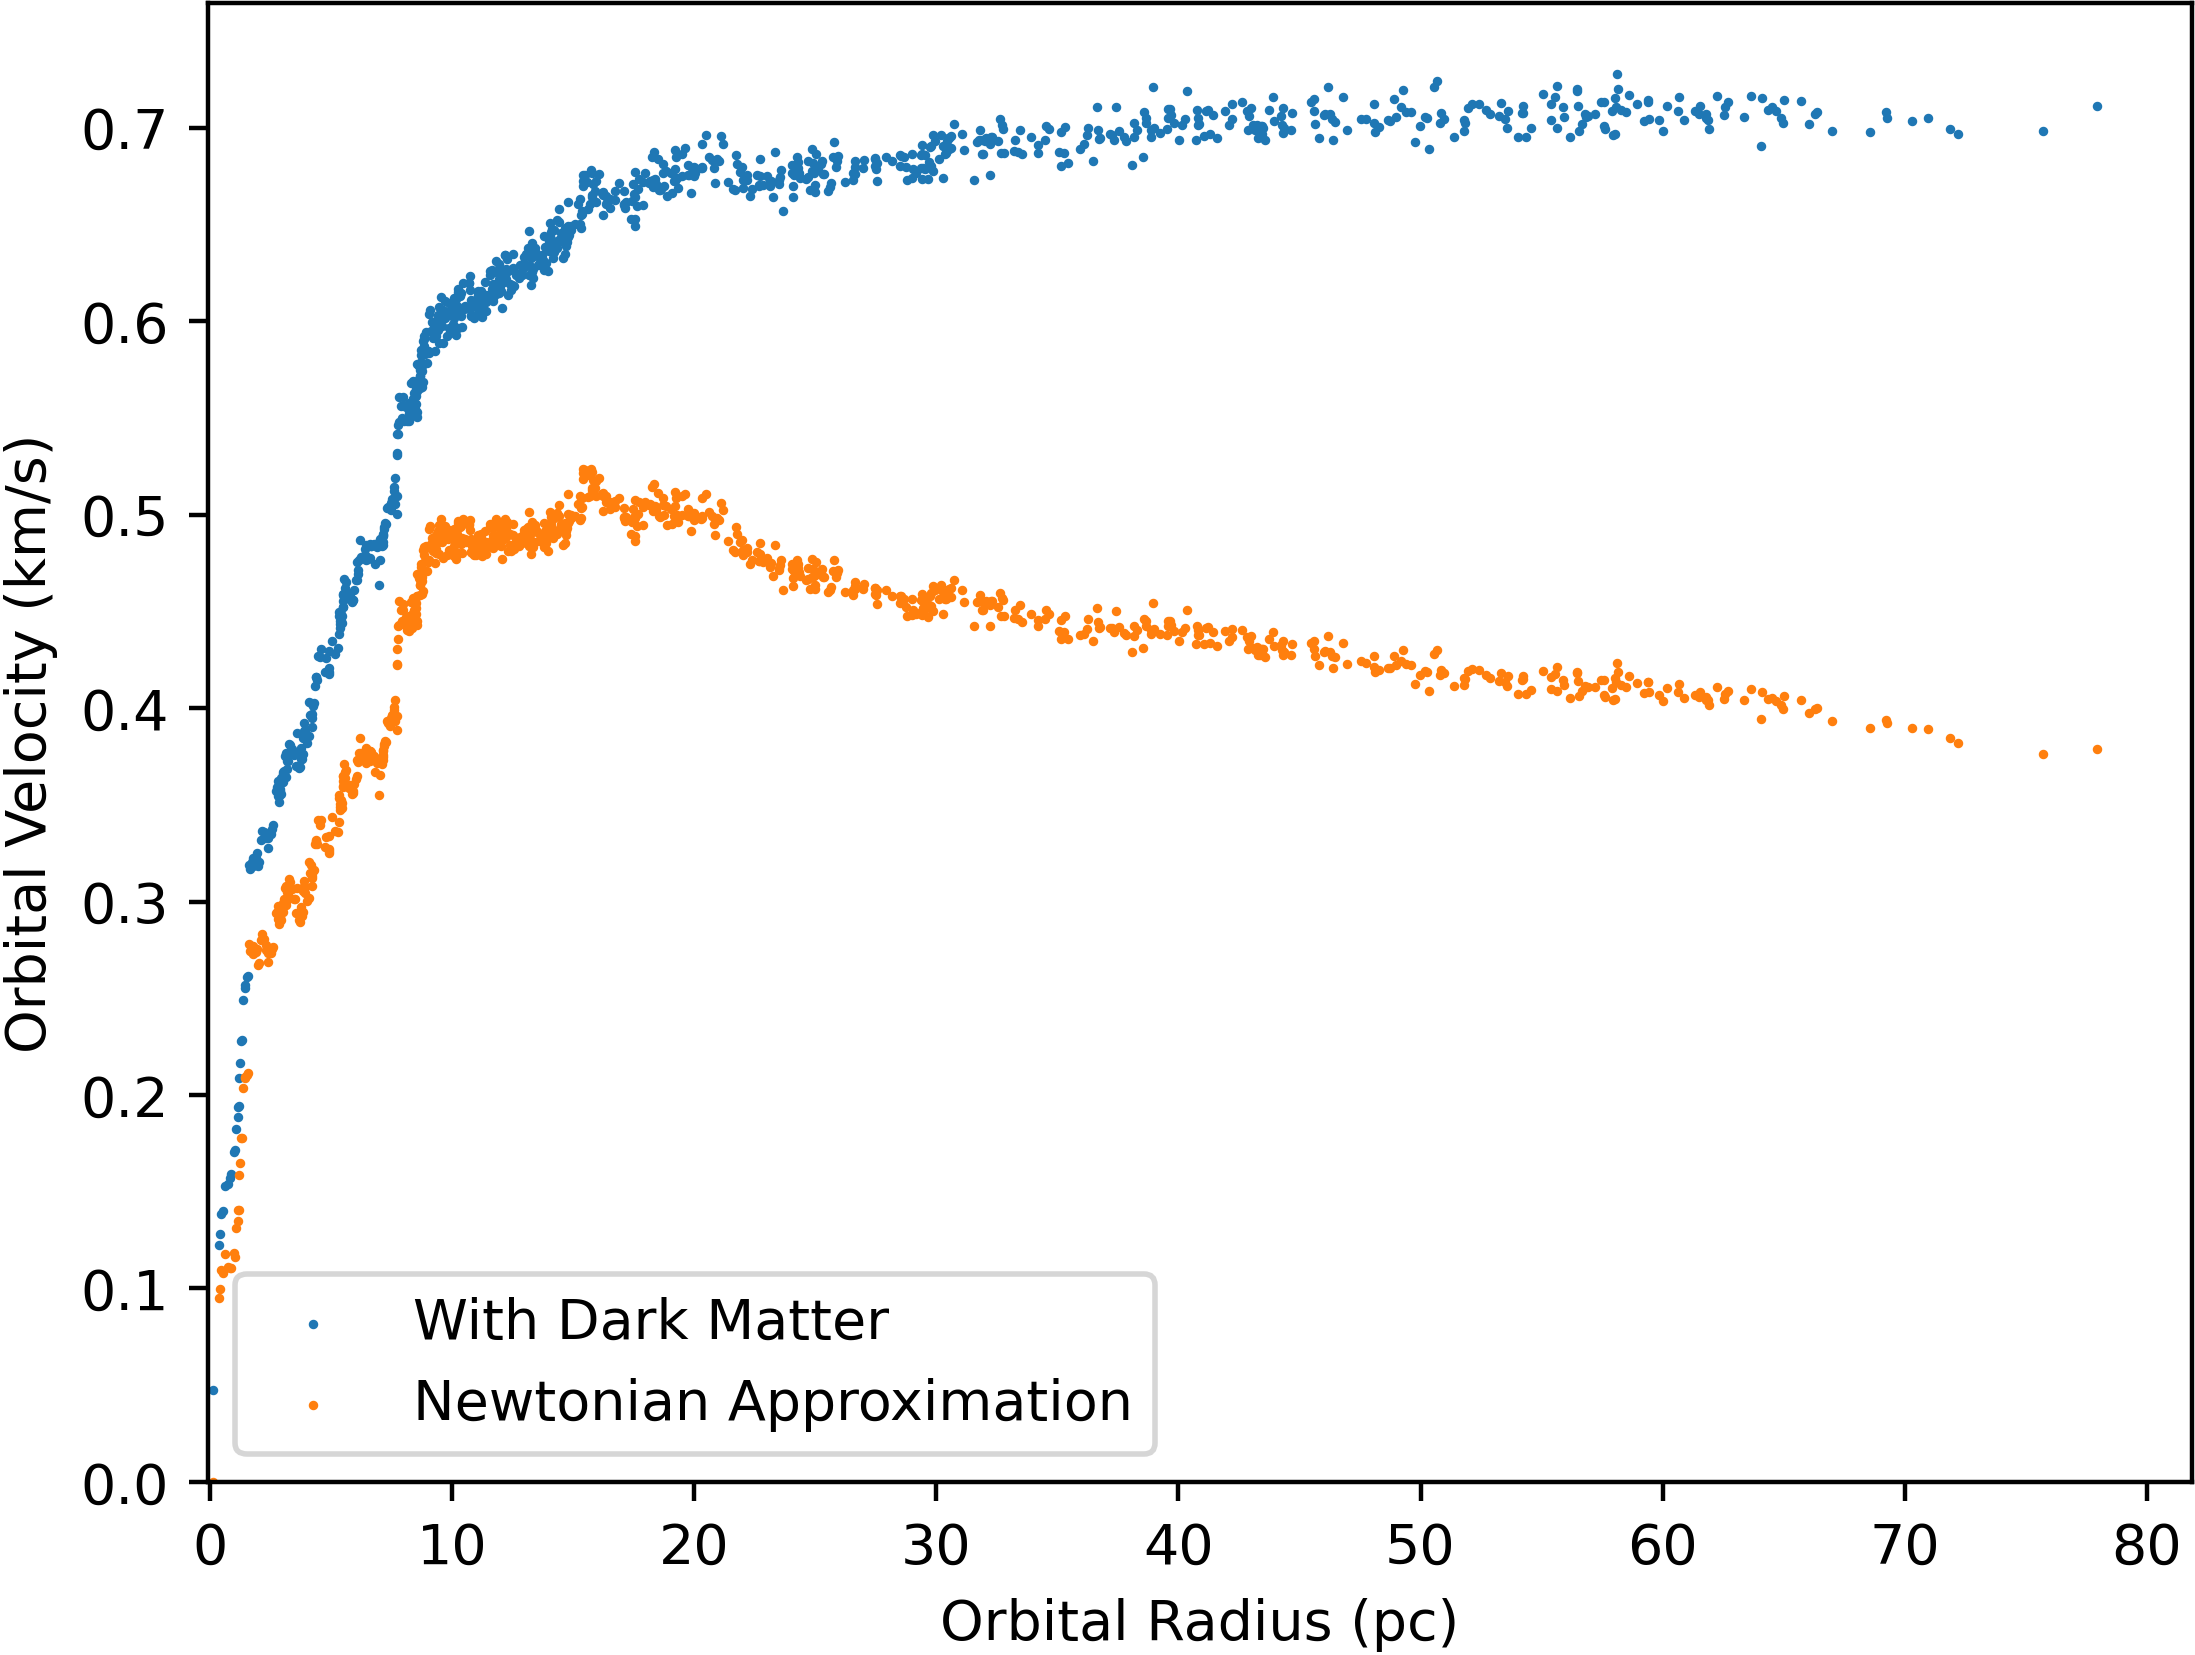 Orbital Velocity (km/s)
0.7
0.6
0.5
0.4
0.3
0.2
0.1
0.0
With Dark Matter
Newtonian Approximation
0 10 20 30 40 50 60 70 80
Orbital Radius (pc)